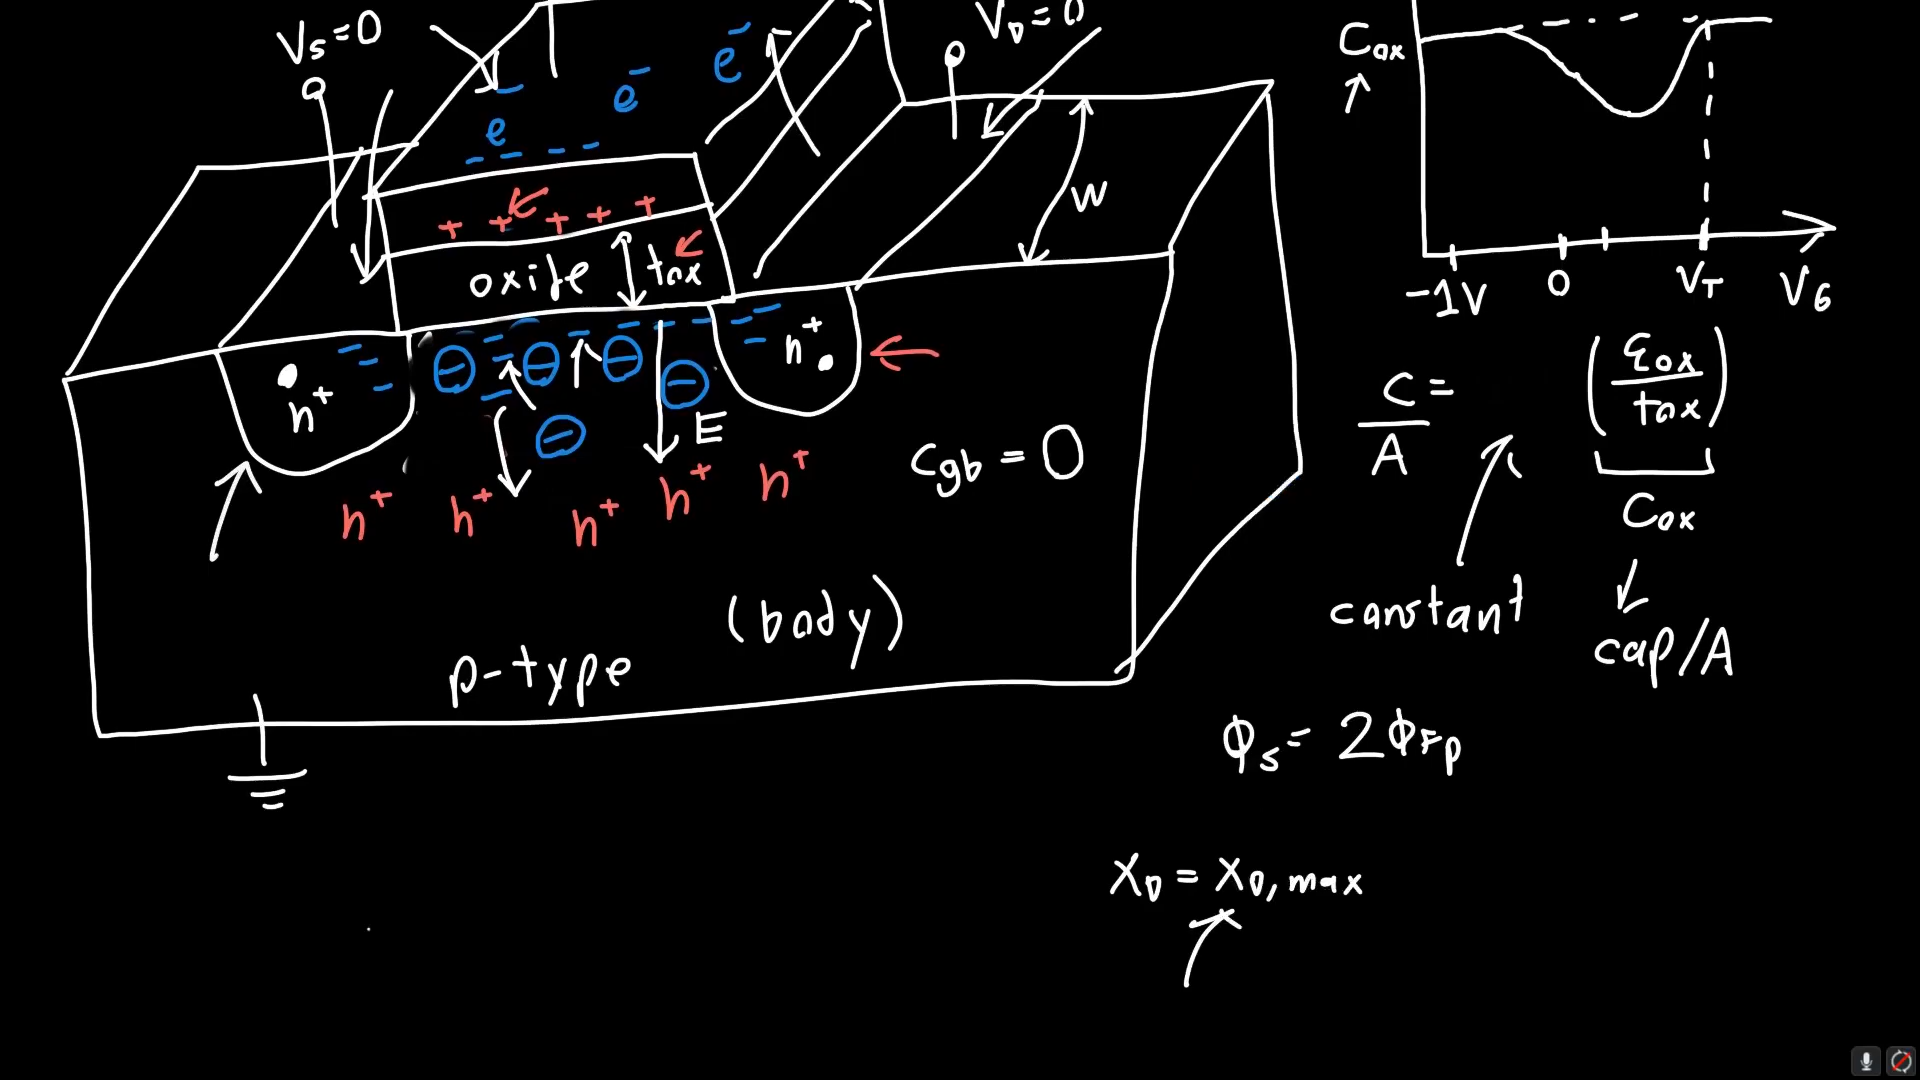 Vs=0
VD=0
e⁻ e⁻ e⁻
+ + + + +
oxide
tox
W
n⁺
n⁺
⊖ ⊖ ⊖ ⊖ ⊖
E
h⁺ h⁺ h⁺ h⁺ h⁺
Cgb = 0
(body)
p-type
Cox
-1V 0 VT VG
C/A = (εox/tox)
Cox
constant
cap/A
Φs = 2ΦFp
XD = XD,max